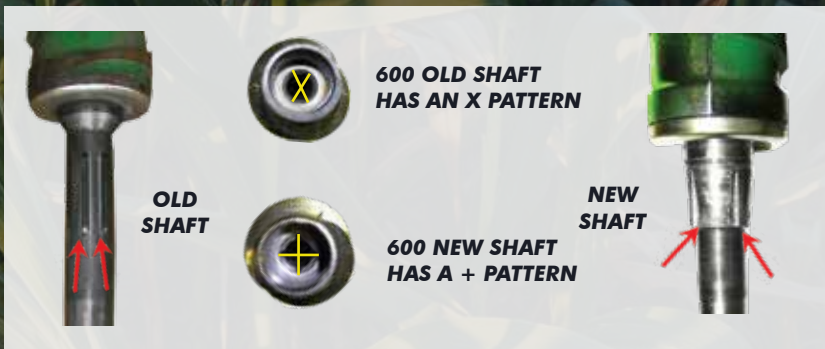 600 OLD SHAFT
HAS AN X PATTERN
OLD
SHAFT
NEW
SHAFT
600 NEW SHAFT
HAS A + PATTERN